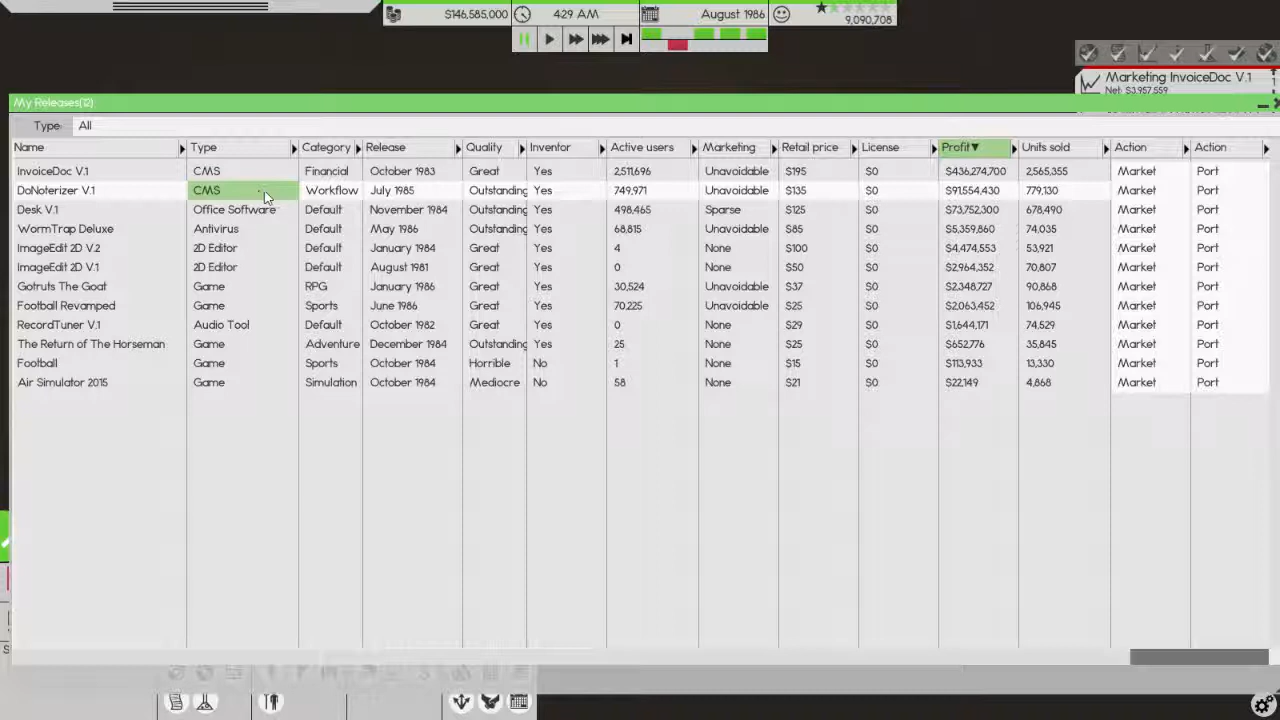 $146,585,000
429 AM
August 1986
9,090,708
Marketing InvoiceDoc V.1
Net: $3,957,559
My Releases(12)
Type: All
Name Type Category Release Quality Inventor Active users Marketing Retail price License Profit▼ Units sold Action Action
InvoiceDoc V.1 CMS Financial October 1983 Great Yes 2,511,696 Unavoidable $195 $0 $436,274,700 2,565,355 Market Port
DoNoterizer V.1 CMS Workflow July 1985 Outstanding Yes 749,971 Unavoidable $135 $0 $91,554,430 779,130 Market Port
Desk V.1 Office Software Default November 1984 Outstanding Yes 498,465 Sparse $125 $0 $73,752,300 678,490 Market Port
WormTrap Deluxe Antivirus Default May 1986 Outstanding Yes 68,815 Unavoidable $85 $0 $5,359,860 74,035 Market Port
ImageEdit 2D V.2 2D Editor Default January 1984 Great Yes 4 None $100 $0 $4,474,553 53,921 Market Port
ImageEdit 2D V.1 2D Editor Default August 1981 Great Yes 0 None $50 $0 $2,964,352 70,807 Market Port
Gotruts The Goat Game RPG January 1986 Great Yes 30,524 Unavoidable $37 $0 $2,348,727 90,868 Market Port
Football Revamped Game Sports June 1986 Great Yes 70,225 Unavoidable $25 $0 $2,063,452 106,945 Market Port
RecordTuner V.1 Audio Tool Default October 1982 Great Yes 0 None $29 $0 $1,644,171 74,529 Market Port
The Return of The Horseman Game Adventure December 1984 Outstanding Yes 25 None $25 $0 $652,776 35,845 Market Port
Football Game Sports October 1984 Horrible No 1 None $15 $0 $113,933 13,330 Market Port
Air Simulator 2015 Game Simulation October 1984 Mediocre No 58 None $21 $0 $22,149 4,868 Market Port